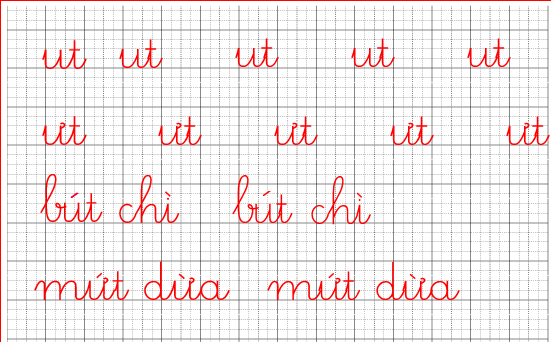 ut ut ut ut ut
ưt ưt ưt ưt ưt
bút chì bút chì
mứt dừa mứt dừa